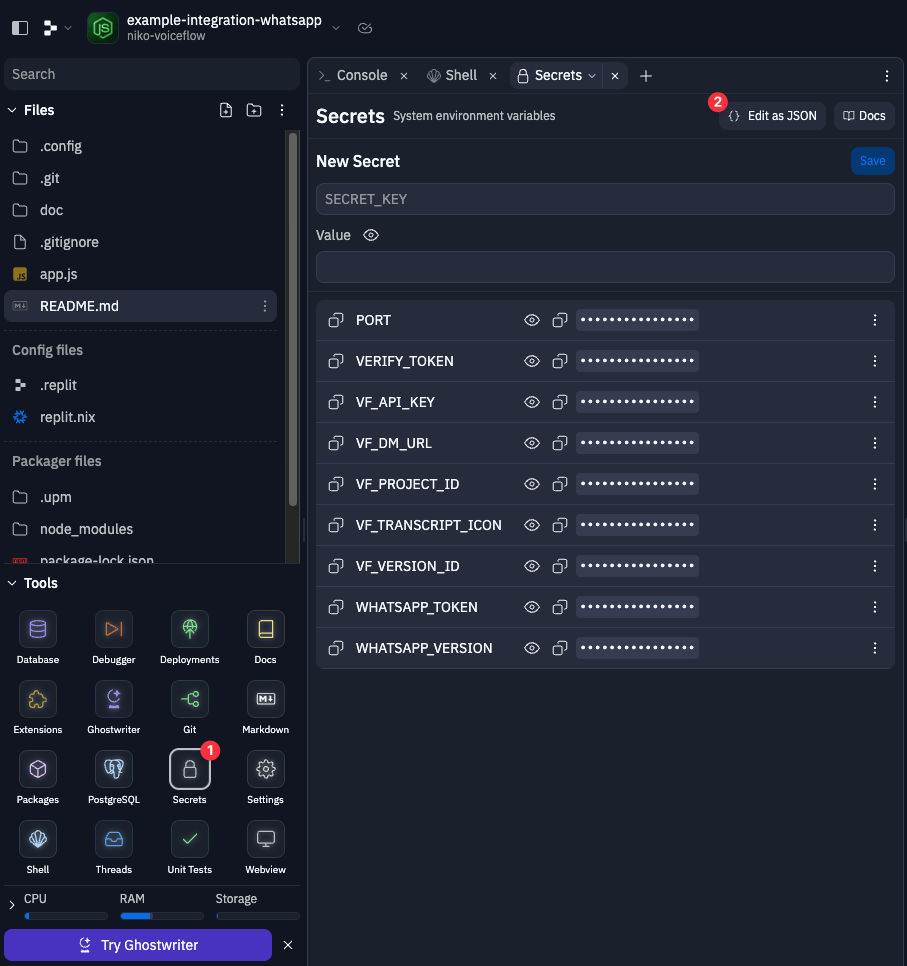 example-integration-whatsapp
niko-voiceflow
Search
Files
.config
.git
doc
.gitignore
JS app.js
README.md
Config files
.replit
replit.nix
Packager files
.upm
node_modules
package-lock.json
Tools
Database
Debugger
Deployments
Docs
Extensions
Ghostwriter
Git
Markdown
Packages
PostgreSQL
1
Secrets
Settings
Shell
Threads
Unit Tests
Webview
CPU
RAM
Storage
Try Ghostwriter
Console
Shell
Secrets
Secrets
System environment variables
2
{} Edit as JSON
Docs
New Secret
Save
SECRET_KEY
Value
PORT
VERIFY_TOKEN
VF_API_KEY
VF_DM_URL
VF_PROJECT_ID
VF_TRANSCRIPT_ICON
VF_VERSION_ID
WHATSAPP_TOKEN
WHATSAPP_VERSION